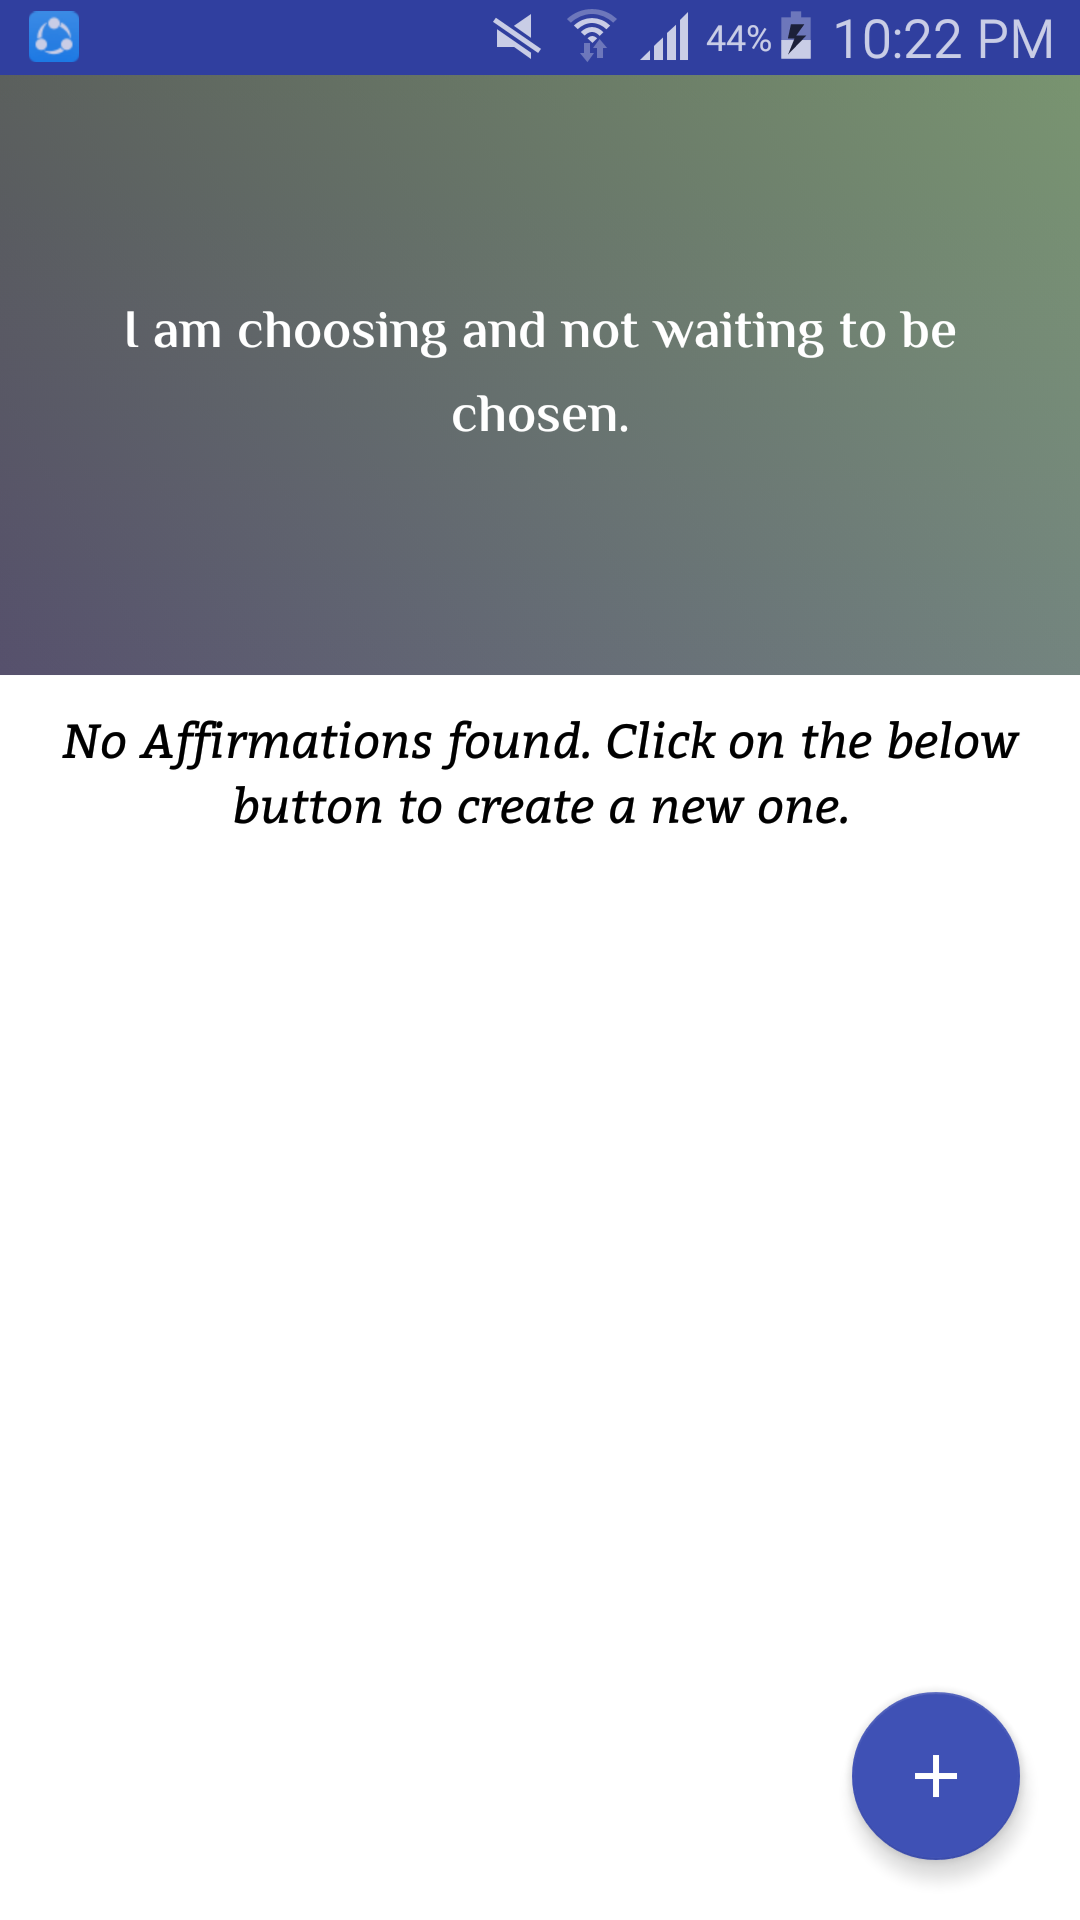 44% 10:22 PM
I am choosing and not waiting to be
chosen.
No Affirmations found. Click on the below
button to create a new one.